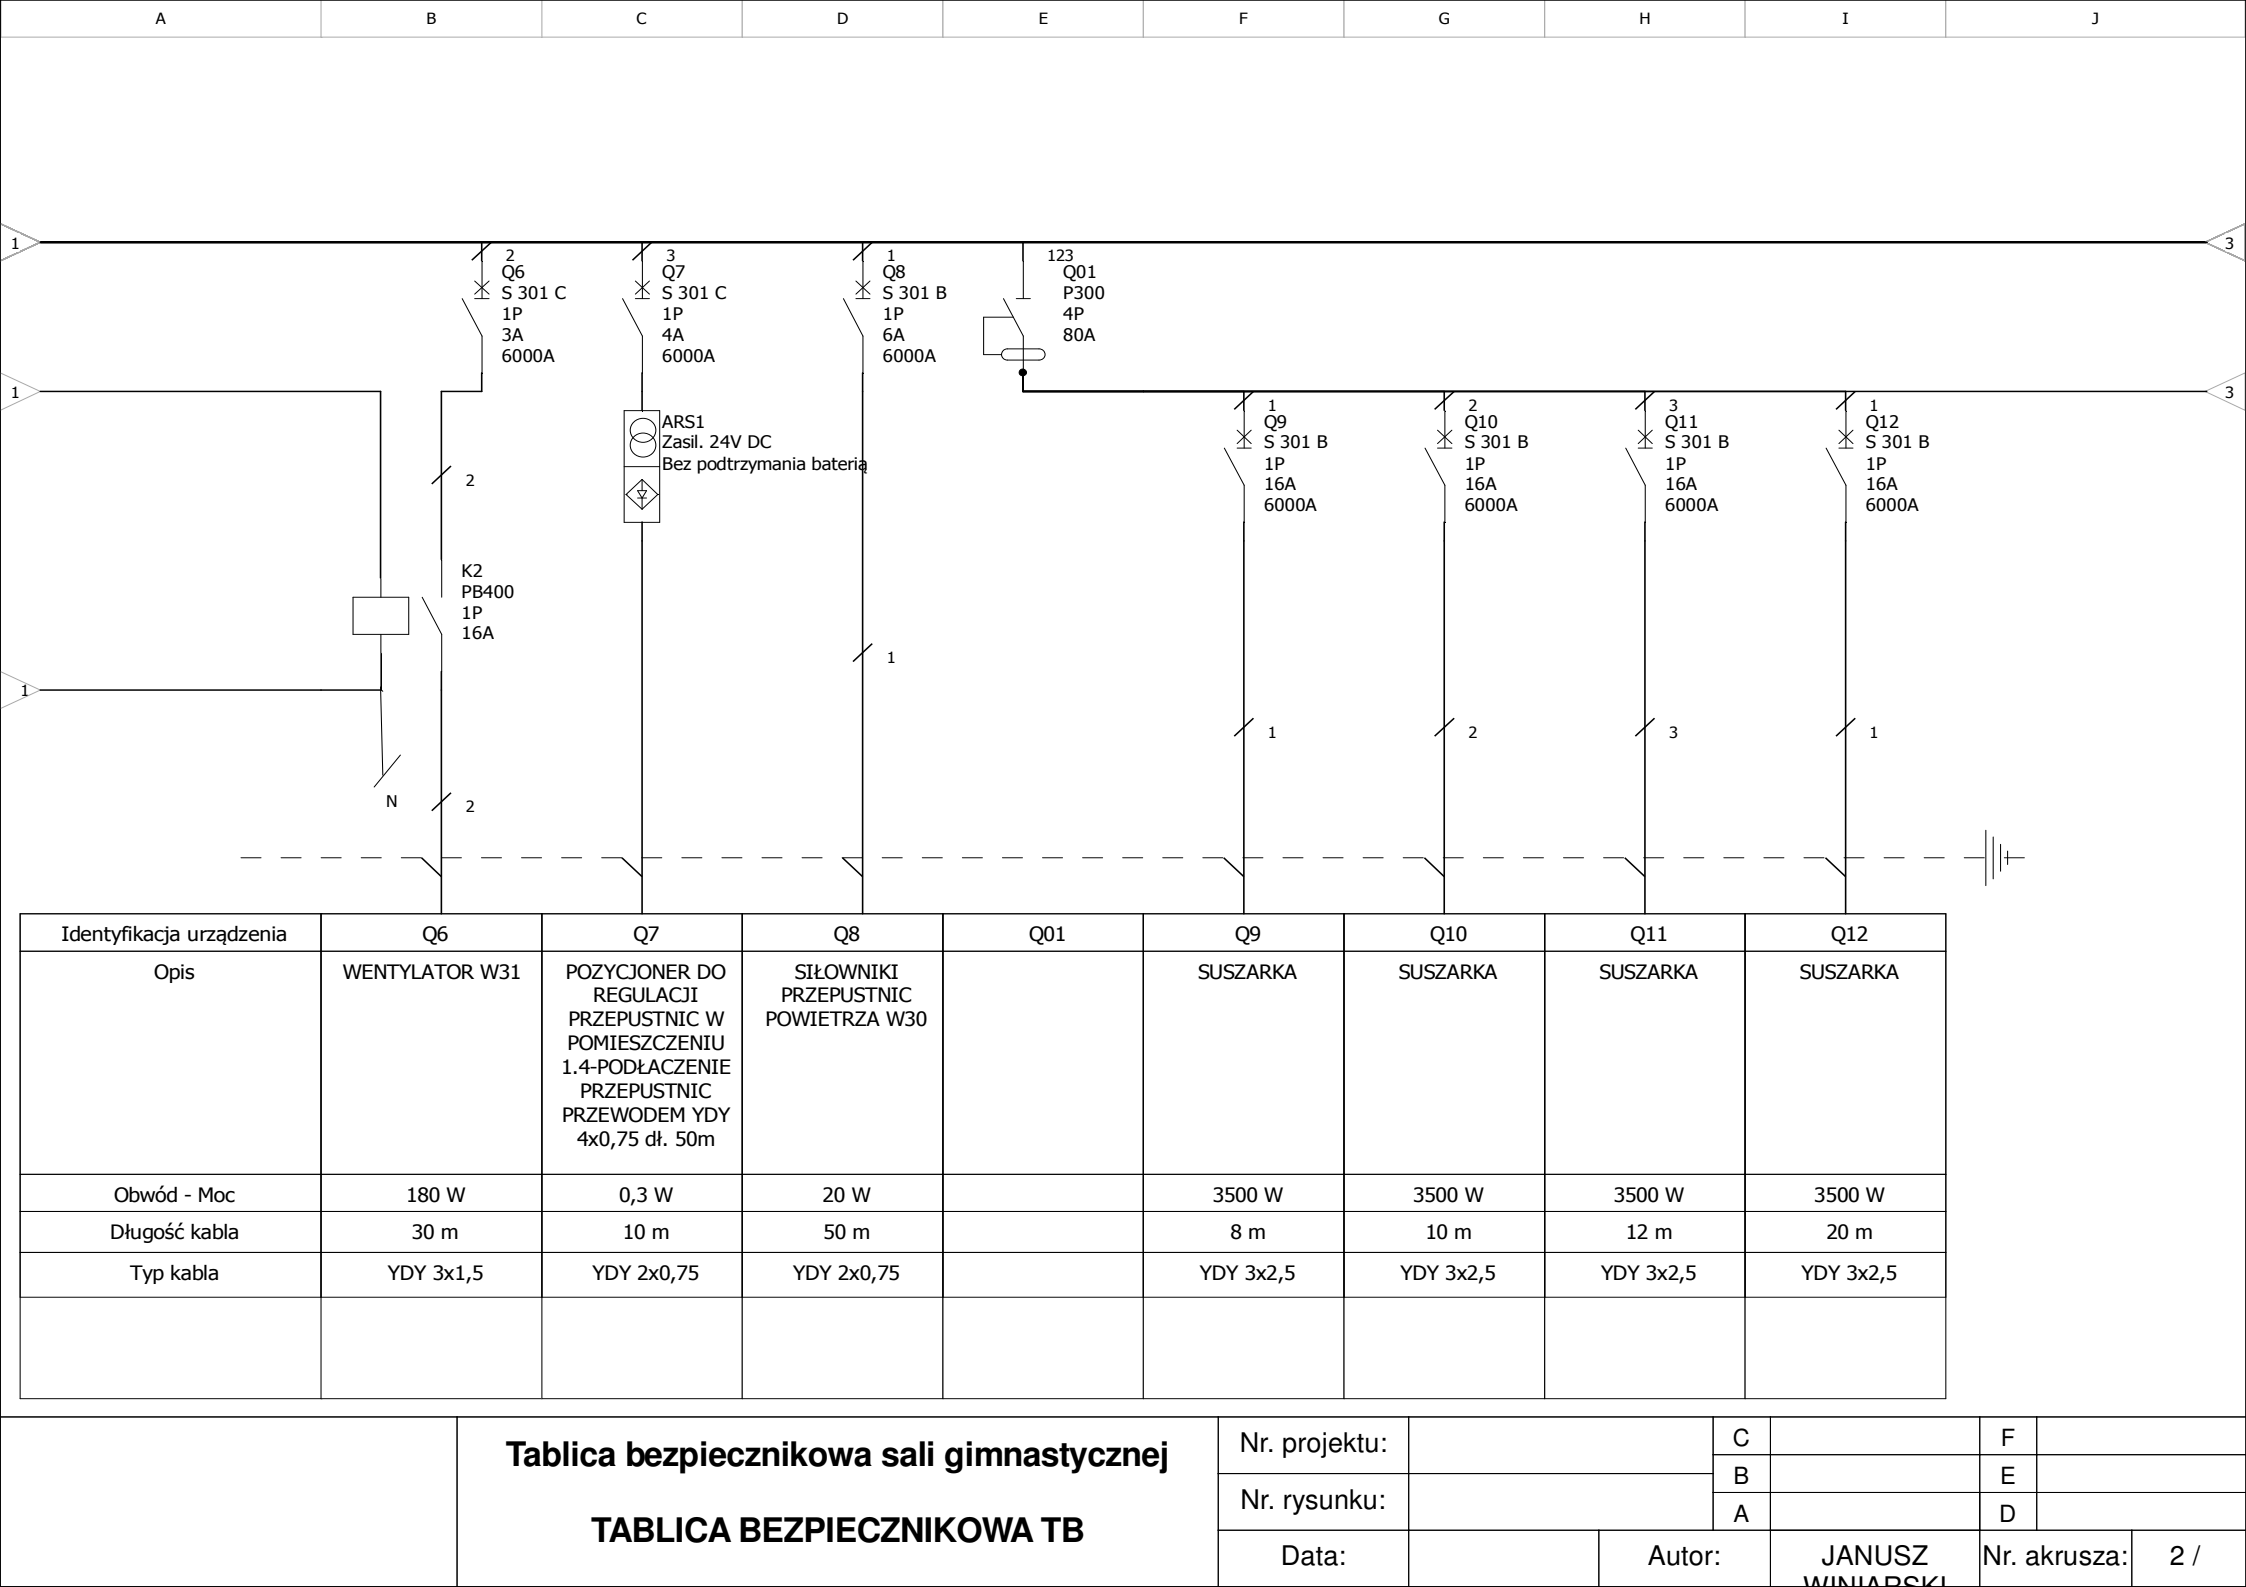 A B C D E F G H I J
1 3
2 3 1 123
Q6 Q7 Q8 Q01
S 301 C S 301 C S 301 B P300
1P 1P 1P 4P
3A 4A 6A 80A
6000A 6000A 6000A
1 3
1 2 3 1
ARS1 Q9 Q10 Q11 Q12
Zasil. 24V DC S 301 B S 301 B S 301 B S 301 B
Bez podtrzymania baterią 1P 1P 1P 1P
2 16A 16A 16A 16A
6000A 6000A 6000A 6000A
K2
PB400
1P
16A
1
1
1 2 3 1
N 2
Identyfikacja urządzenia Q6 Q7 Q8 Q01 Q9 Q10 Q11 Q12
Opis WENTYLATOR W31 POZYCJONER DO SIŁOWNIKI SUSZARKA SUSZARKA SUSZARKA SUSZARKA
REGULACJI PRZEPUSTNIC
PRZEPUSTNIC W POWIETRZA W30
POMIESZCZENIU
1.4-PODŁACZENIE
PRZEPUSTNIC
PRZEWODEM YDY
4x0,75 dł. 50m
Obwód - Moc 180 W 0,3 W 20 W 3500 W 3500 W 3500 W 3500 W
Długość kabla 30 m 10 m 50 m 8 m 10 m 12 m 20 m
Typ kabla YDY 3x1,5 YDY 2x0,75 YDY 2x0,75 YDY 3x2,5 YDY 3x2,5 YDY 3x2,5 YDY 3x2,5
Tablica bezpiecznikowa sali gimnastycznej
TABLICA BEZPIECZNIKOWA TB
Nr. projektu: C F
B E
Nr. rysunku: A D
Data: Autor: JANUSZ Nr. akrusza: 2 /
WINIARSKI